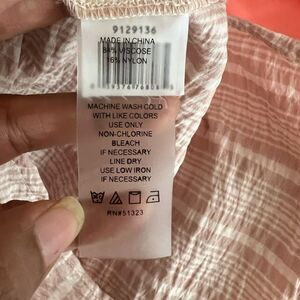 9129136
MADE IN CHINA
84% VISCOSE
16% NYLON
MACHINE WASH COLD
WITH LIKE COLORS
USE ONLY
NON-CHLORINE
BLEACH
IF NECESSARY
LINE DRY
USE LOW IRON
IF NECESSARY
RN#51323